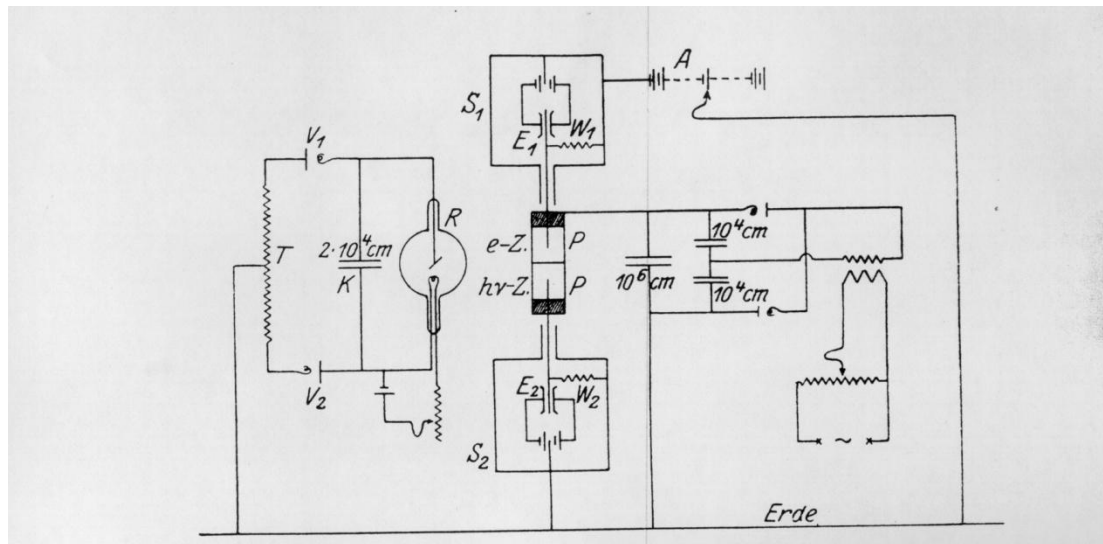 A
S₁
E₁
W₁
V₁
R
T
2·10⁴cm
K
e-Z. P
hν-Z. P
10⁴cm
10⁶cm
10⁴cm
V₂
E₂
W₂
S₂
~
Erde